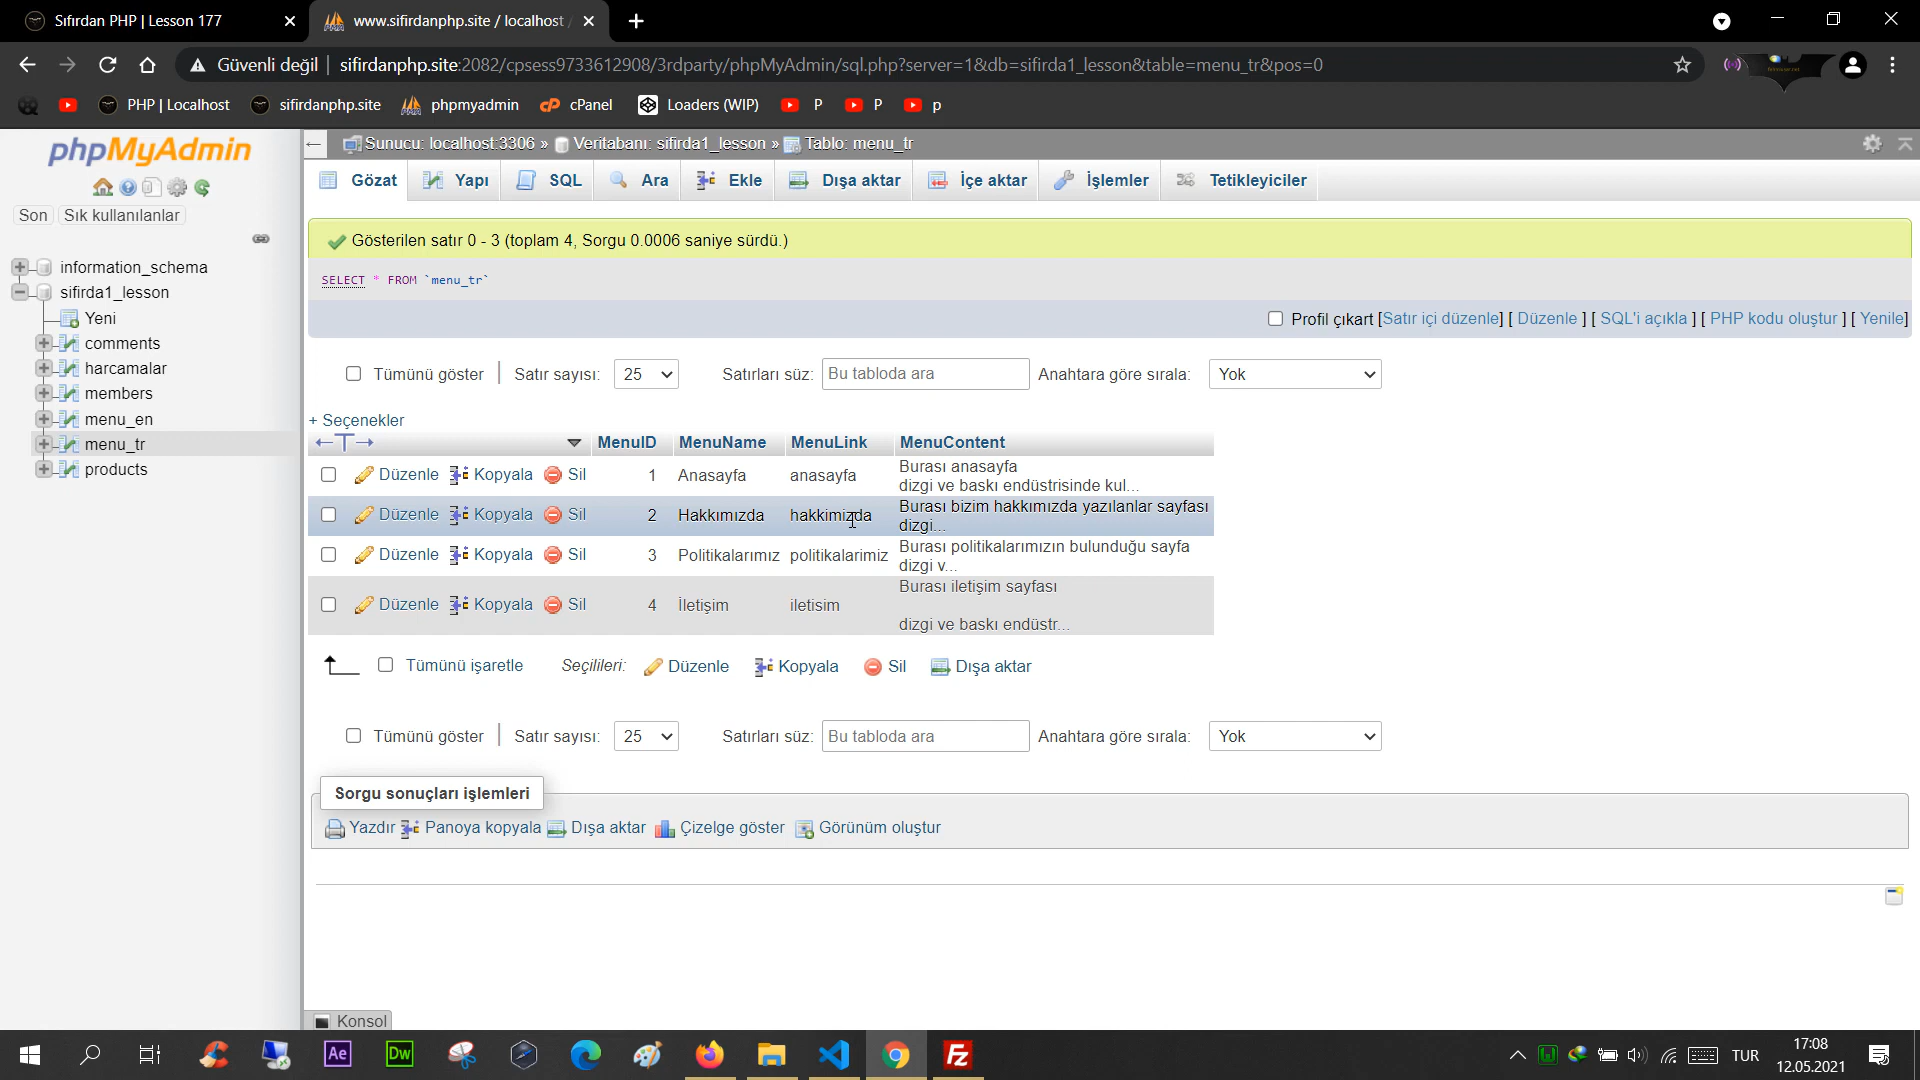 Sıfırdan PHP | Lesson 177
www.sifirdanphp.site / localhost /
Güvenli değil
sifirdanphp.site:2082/cpsess9733612908/3rdparty/phpMyAdmin/sql.php?server=1&db=sifirda1_lesson&table=menu_tr&pos=0
PHP | Localhost
sifirdanphp.site
phpmyadmin
cPanel
Loaders (WIP)
P
P
p
phpMyAdmin
Son
Sık kullanılanlar
information_schema
sifirda1_lesson
Yeni
comments
harcamalar
members
menu_en
menu_tr
products
Sunucu: localhost:3306 » Veritabanı: sifirda1_lesson » Tablo: menu_tr
Gözat Yapı SQL Ara Ekle Dışa aktar İçe aktar İşlemler Tetikleyiciler
Gösterilen satır 0 - 3 (toplam 4, Sorgu 0.0006 saniye sürdü.)
SELECT * FROM `menu_tr`
Profil çıkart [Satır içi düzenle] [ Düzenle ] [ SQL'i açıkla ] [ PHP kodu oluştur ] [ Yenile]
Tümünü göster | Satır sayısı: 25 Satırları süz: Bu tabloda ara Anahtara göre sırala: Yok
+ Seçenekler
←T→ MenuID MenuName MenuLink MenuContent
Düzenle Kopyala Sil 1 Anasayfa anasayfa Burası anasayfa
dizgi ve baskı endüstrisinde kul...
Düzenle Kopyala Sil 2 Hakkımızda hakkimizda Burası bizim hakkımızda yazılanlar sayfası
dizgi...
Düzenle Kopyala Sil 3 Politikalarımız politikalarimiz Burası politikalarımızın bulunduğu sayfa
dizgi v...
Düzenle Kopyala Sil 4 İletişim iletisim Burası iletişim sayfası
dizgi ve baskı endüstr...
Tümünü işaretle Seçilileri: Düzenle Kopyala Sil Dışa aktar
Tümünü göster | Satır sayısı: 25 Satırları süz: Bu tabloda ara Anahtara göre sırala: Yok
Sorgu sonuçları işlemleri
Yazdır Panoya kopyala Dışa aktar Çizelge göster Görünüm oluştur
Konsol
Ae
Dw
Fz
TUR
17:08
12.05.2021